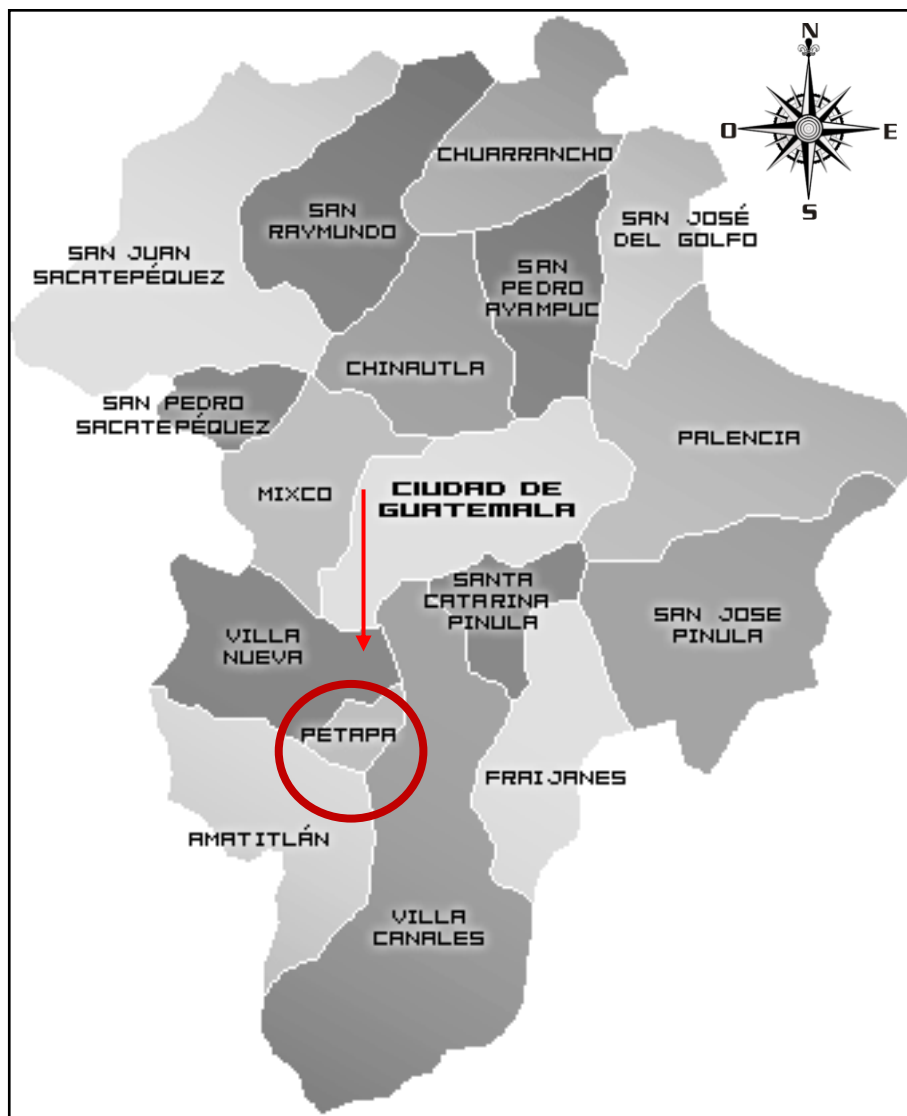 N
O
E
S
CHUARRANCHO
SAN
RAYMUNDO
SAN JOSÉ
DEL GOLFO
SAN JUAN
SACATEPÉQUEZ
SAN
PEDRO
AYAMPUC
CHINAUTLA
SAN PEDRO
SACATEPÉQUEZ
PALENCIA
MIXCO
CIUDAD DE
GUATEMALA
SANTA
CATARINA
PINULA
SAN JOSE
PINULA
VILLA
NUEVA
PETAPA
FRAIJANES
AMATITLÁN
VILLA
CANALES